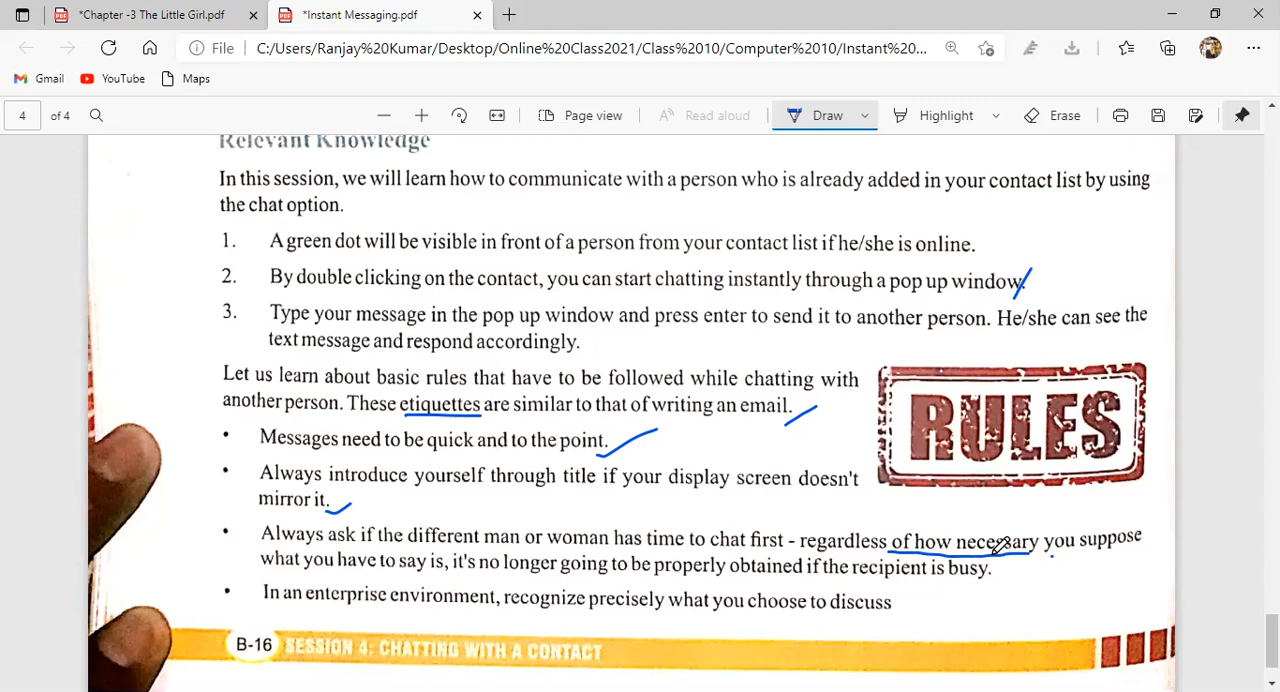 *Chapter -3 The Little Girl.pdf
*Instant Messaging.pdf
File
C:/Users/Ranjay%20Kumar/Desktop/Online%20Class2021/Class%2010/Computer%2010/Instant%20...
Gmail
YouTube
Maps
4
of 4
Page view
Read aloud
Draw
Highlight
Erase
Relevant Knowledge
In this session, we will learn how to communicate with a person who is already added in your contact list by using
the chat option.
1. A green dot will be visible in front of a person from your contact list if he/she is online.
2. By double clicking on the contact, you can start chatting instantly through a pop up window.
3. Type your message in the pop up window and press enter to send it to another person. He/she can see the
text message and respond accordingly.
Let us learn about basic rules that have to be followed while chatting with
another person. These etiquettes are similar to that of writing an email.
RULES
• Messages need to be quick and to the point.
• Always introduce yourself through title if your display screen doesn't
mirror it.
• Always ask if the different man or woman has time to chat first - regardless of how necessary you suppose
what you have to say is, it's no longer going to be properly obtained if the recipient is busy.
• In an enterprise environment, recognize precisely what you choose to discuss
B-16 SESSION 4: CHATTING WITH A CONTACT